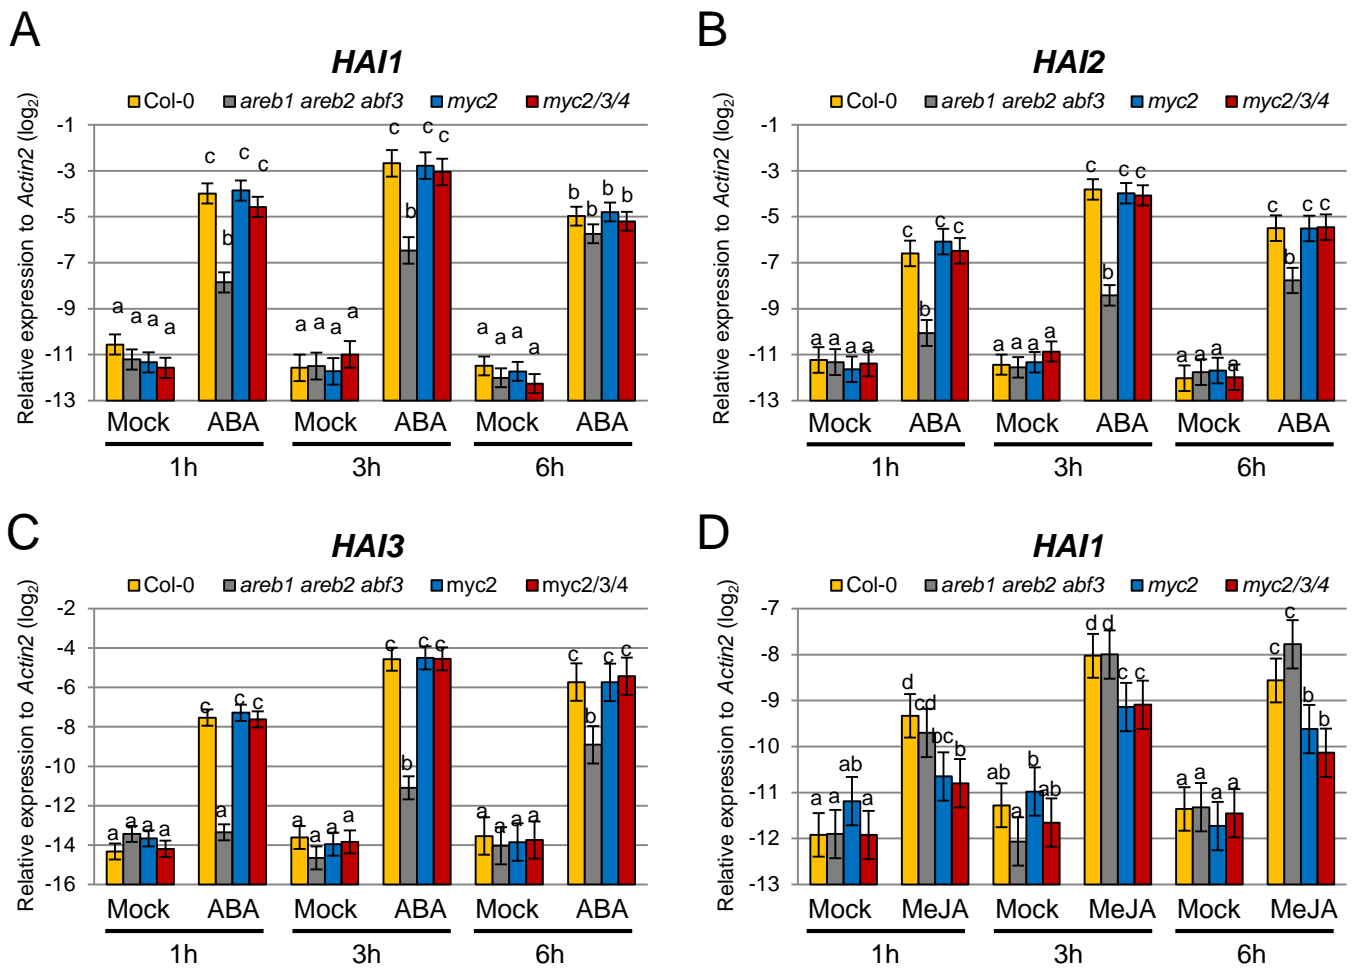 A
HAI1
Col-0 areb1 areb2 abf3 myc2 myc2/3/4
Relative expression to Actin2 (log2)
-1
-3
-5
-7
-9
-11
-13
a a a a c b c c a a a a c b c c a a a a b b b b
Mock ABA Mock ABA Mock ABA
1h 3h 6h
B
HAI2
Col-0 areb1 areb2 abf3 myc2 myc2/3/4
Relative expression to Actin2 (log2)
-1
-3
-5
-7
-9
-11
-13
a a a a c b c c a a a a c b c c a a a a c b c c
Mock ABA Mock ABA Mock ABA
1h 3h 6h
C
HAI3
Col-0 areb1 areb2 abf3 myc2 myc2/3/4
Relative expression to Actin2 (log2)
-2
-4
-6
-8
-10
-12
-14
-16
a a a a c a c c a a a a c b c c a a a a c b c c
Mock ABA Mock ABA Mock ABA
1h 3h 6h
D
HAI1
Col-0 areb1 areb2 abf3 myc2 myc2/3/4
Relative expression to Actin2 (log2)
-7
-8
-9
-10
-11
-12
-13
a a ab a d cd bc b ab a b ab d d c c a a a a c c b b
Mock MeJA Mock MeJA Mock MeJA
1h 3h 6h